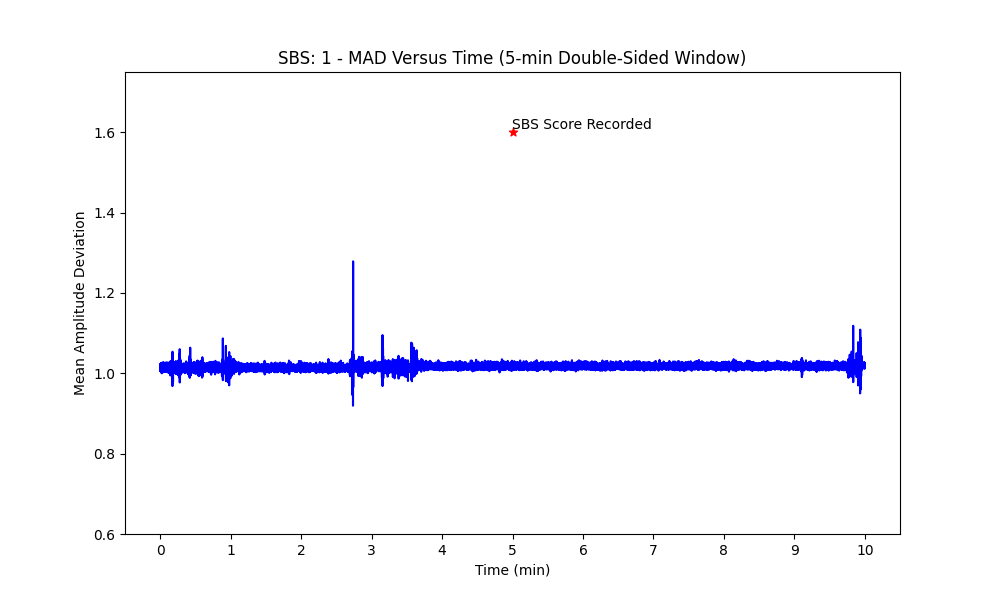 SBS: 1 - MAD Versus Time (5-min Double-Sided Window)
SBS Score Recorded
Mean Amplitude Deviation
1.6
1.4
1.2
1.0
0.8
0.6
0 1 2 3 4 5 6 7 8 9 10
Time (min)